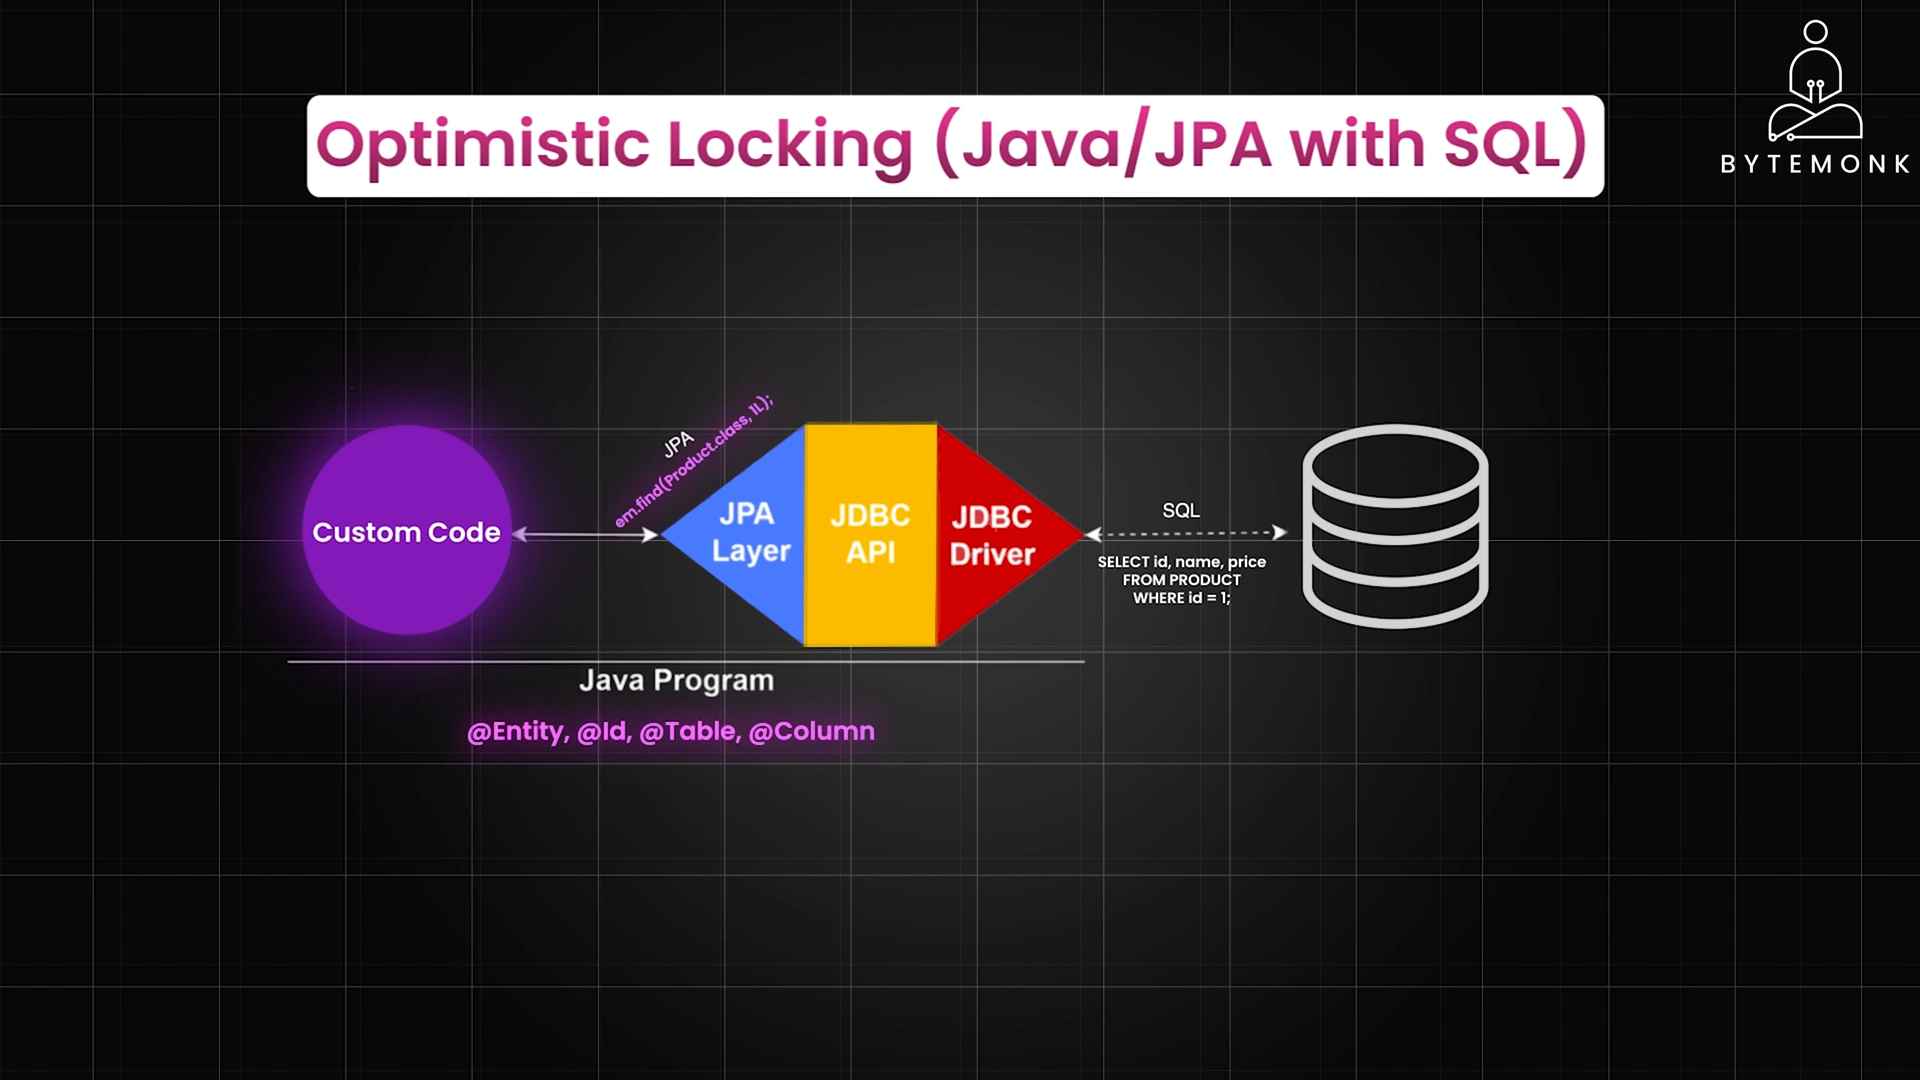 Optimistic Locking (Java/JPA with SQL)
BYTEMONK
Custom Code
JPA
em.find(Product.class, 1L);
JPA
Layer
JDBC
API
JDBC
Driver
SQL
SELECT id, name, price
FROM PRODUCT
WHERE id = 1;
Java Program
@Entity, @Id, @Table, @Column